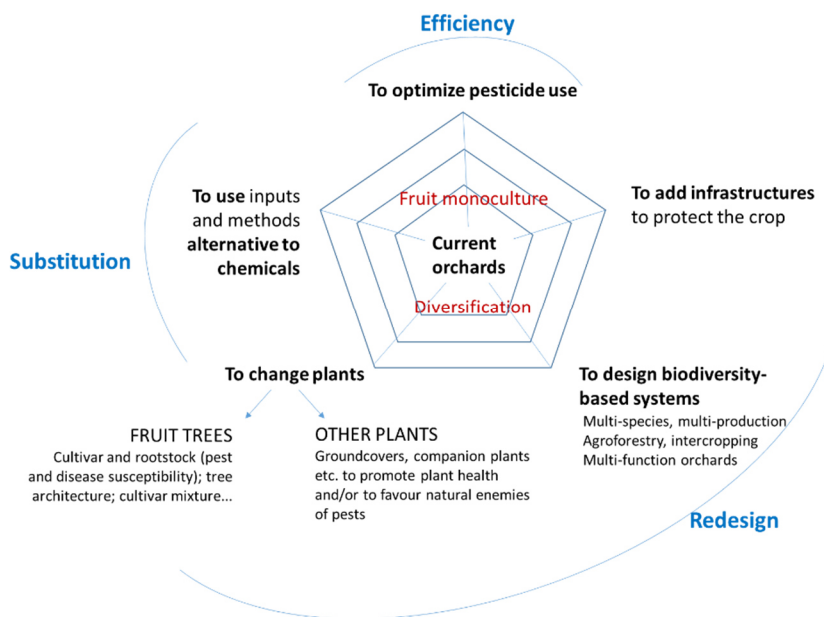 Efficiency
To optimize pesticide use
To use inputs
and methods
alternative to
chemicals
Fruit monoculture
To add infrastructures
to protect the crop
Current
orchards
Substitution
Diversification
To change plants
To design biodiversity-
based systems
Multi-species, multi-production
Agroforestry, intercropping
Multi-function orchards
FRUIT TREES
Cultivar and rootstock (pest
and disease susceptibility); tree
architecture; cultivar mixture...
OTHER PLANTS
Groundcovers, companion plants
etc. to promote plant health
and/or to favour natural enemies
of pests
Redesign